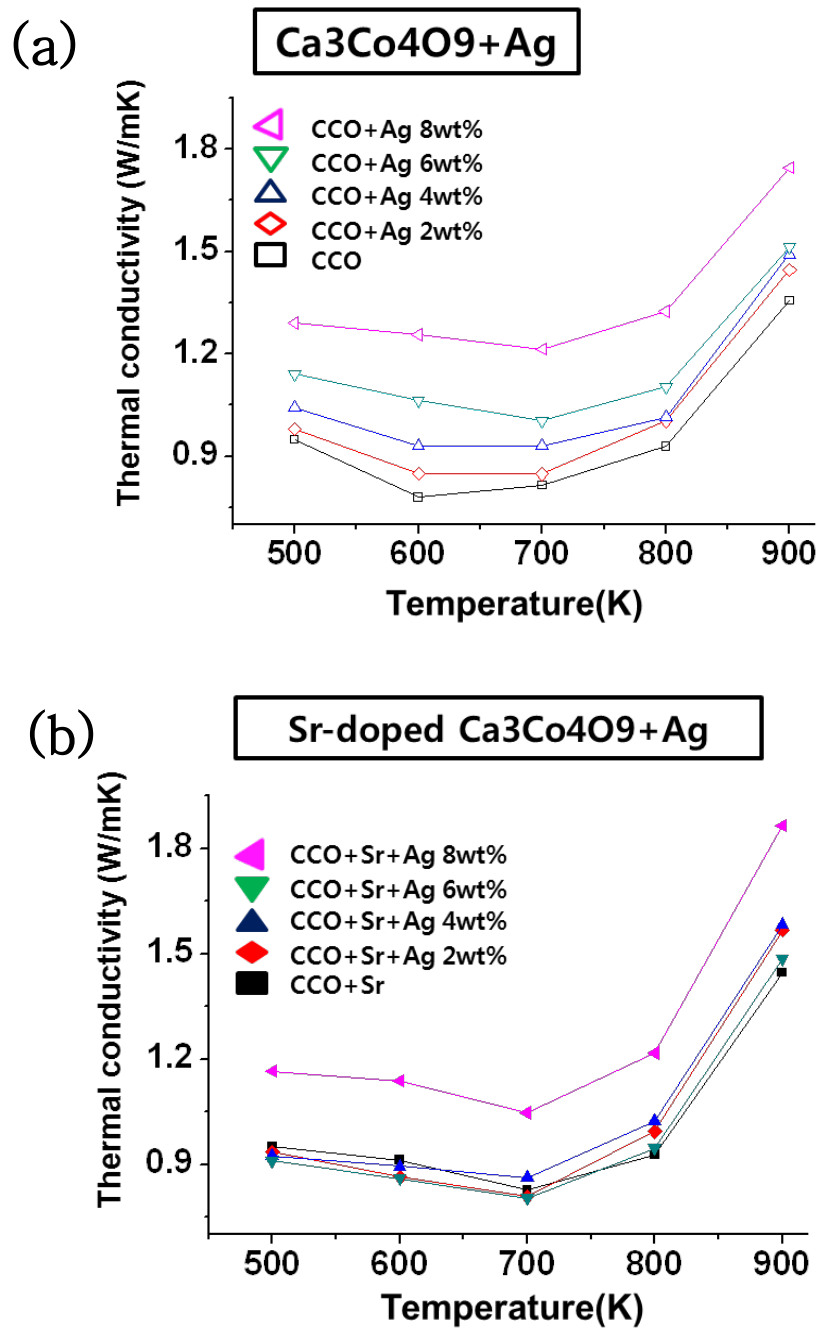 (a)
Ca3Co4O9+Ag
Thermal conductivity (W/mK)
1.8
1.5
1.2
0.9
CCO+Ag 8wt%
CCO+Ag 6wt%
CCO+Ag 4wt%
CCO+Ag 2wt%
CCO
500 600 700 800 900
Temperature(K)
(b)
Sr-doped Ca3Co4O9+Ag
Thermal conductivity (W/mK)
1.8
1.5
1.2
0.9
CCO+Sr+Ag 8wt%
CCO+Sr+Ag 6wt%
CCO+Sr+Ag 4wt%
CCO+Sr+Ag 2wt%
CCO+Sr
500 600 700 800 900
Temperature(K)